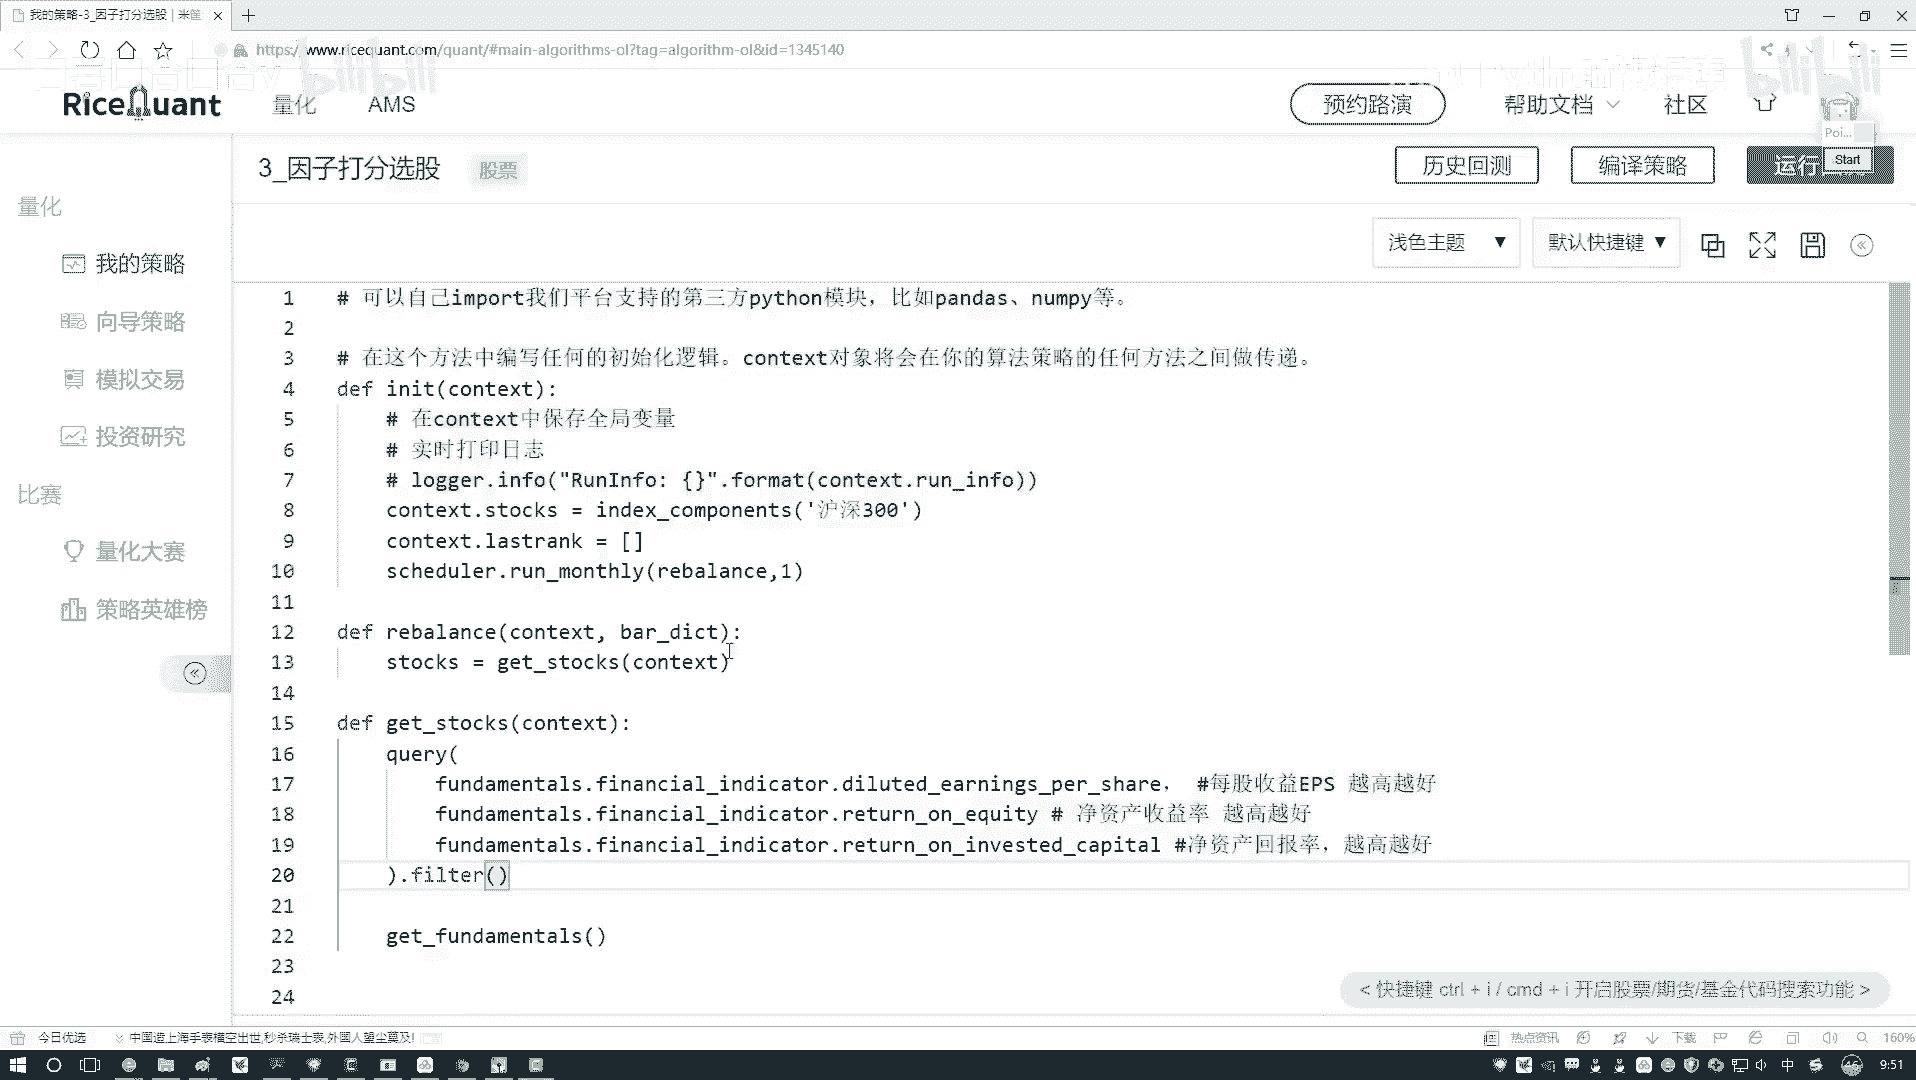 我的策略-3_因子打分选股 | 米筐
https://www.ricequant.com/quant/#main-algorithms-ol?tag=algorithm-ol&id=1345140
bilibili
bilibili
RiceQuant
量化
AMS
预约路演
帮助文档
社区
Poi...
Start
3_因子打分选股
股票
历史回测
编译策略
运行
量化
我的策略
向导策略
模拟交易
投资研究
比赛
量化大赛
策略英雄榜
浅色主题 ▼
默认快捷键 ▼
1 # 可以自己import我们平台支持的第三方python模块，比如pandas、numpy等。
2
3 # 在这个方法中编写任何的初始化逻辑。context对象将会在你的算法策略的任何方法之间做传递。
4 def init(context):
5     # 在context中保存全局变量
6     # 实时打印日志
7     # logger.info("RunInfo: {}".format(context.run_info))
8     context.stocks = index_components('沪深300')
9     context.lastrank = []
10     scheduler.run_monthly(rebalance,1)
11
12 def rebalance(context, bar_dict):
13     stocks = get_stocks(context)
14
15 def get_stocks(context):
16     query(
17         fundamentals.financial_indicator.diluted_earnings_per_share， #每股收益EPS 越高越好
18         fundamentals.financial_indicator.return_on_equity # 净资产收益率 越高越好
19         fundamentals.financial_indicator.return_on_invested_capital #净资产回报率，越高越好
20     ).filter()
21
22     get_fundamentals()
23
24
< 快捷键 ctrl + i / cmd + i 开启股票/期货/基金代码搜索功能 >
今日优选
中国造上海手表横空出世,秒杀瑞士表,外国人望尘莫及!
热点资讯
下载
160%
中
46
9:51